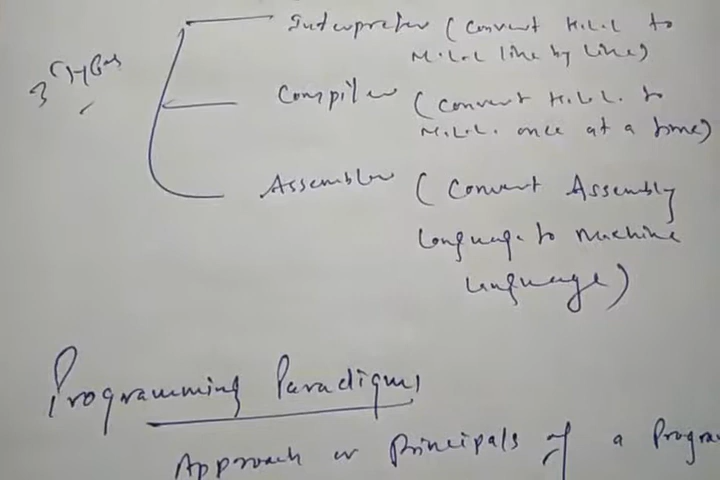 Interpreter (Convert H.L.L to
M.L.L line by line)
3 Types
Compiler (Convert H.L.L. to
M.L.L. once at a time)
Assembler (Convert Assembly
language to Machine
language)
Programming Paradigms
Approach or Principals of a Progra